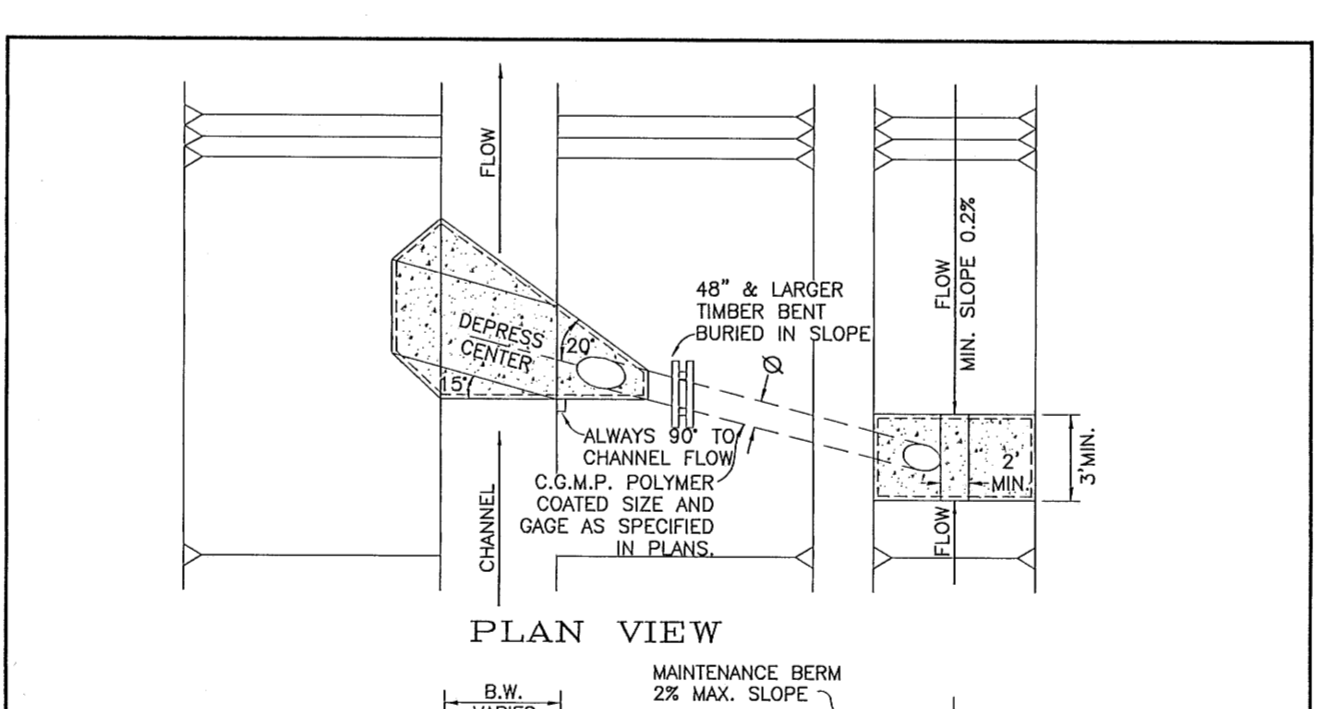 FLOW
48" & LARGER
TIMBER BENT
BURIED IN SLOPE
FLOW
MIN. SLOPE 0.2%
DEPRESS
CENTER
20°
15°
Ø
ALWAYS 90° TO
CHANNEL FLOW
C.G.M.P. POLYMER
COATED SIZE AND
GAGE AS SPECIFIED
IN PLANS.
2'
MIN.
3'MIN.
CHANNEL
FLOW
PLAN VIEW
MAINTENANCE BERM
2% MAX. SLOPE
B.W.
VARIES